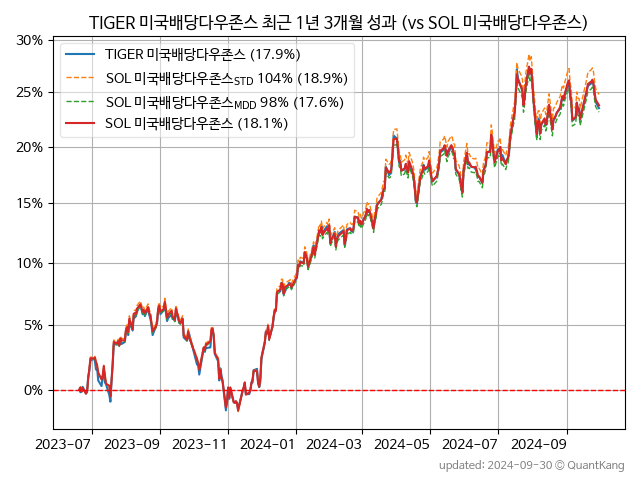 TIGER 미국배당다우존스 최근 1년 3개월 성과 (vs SOL 미국배당다우존스)
30%
25%
20%
15%
10%
5%
0%
TIGER 미국배당다우존스 (17.9%)
SOL 미국배당다우존스STD 104% (18.9%)
SOL 미국배당다우존스MDD 98% (17.6%)
SOL 미국배당다우존스 (18.1%)
2023-07 2023-09 2023-11 2024-01 2024-03 2024-05 2024-07 2024-09
updated: 2024-09-30 © QuantKang